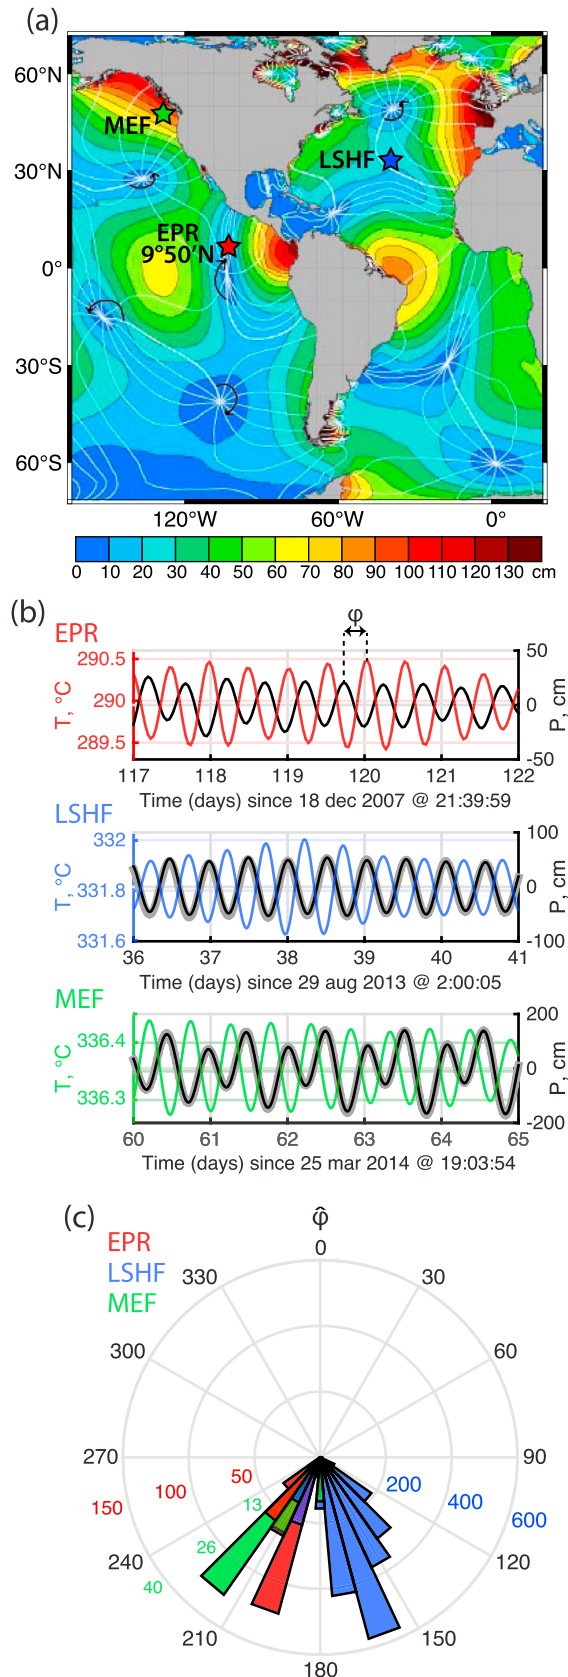 (a)
60°N
MEF
LSHF
30°N
EPR
9°50'N
0°
30°S
60°S
120°W 60°W 0°
0 10 20 30 40 50 60 70 80 90 100 110 120 130 cm
(b)
φ
EPR
290.5
290
289.5
T, °C
50
0
-50
P, cm
117 118 119 120 121 122
Time (days) since 18 dec 2007 @ 21:39:59
LSHF
332
331.8
331.6
T, °C
100
0
-100
P, cm
36 37 38 39 40 41
Time (days) since 29 aug 2013 @ 2:00:05
MEF
336.4
336.3
T, °C
200
0
-200
P, cm
60 61 62 63 64 65
Time (days) since 25 mar 2014 @ 19:03:54
(c)
φ̂
EPR
LSHF
MEF
0
330 30
300 60
270 90
50 200
100 400
150 13 600
26
240 120
40
210 150
180